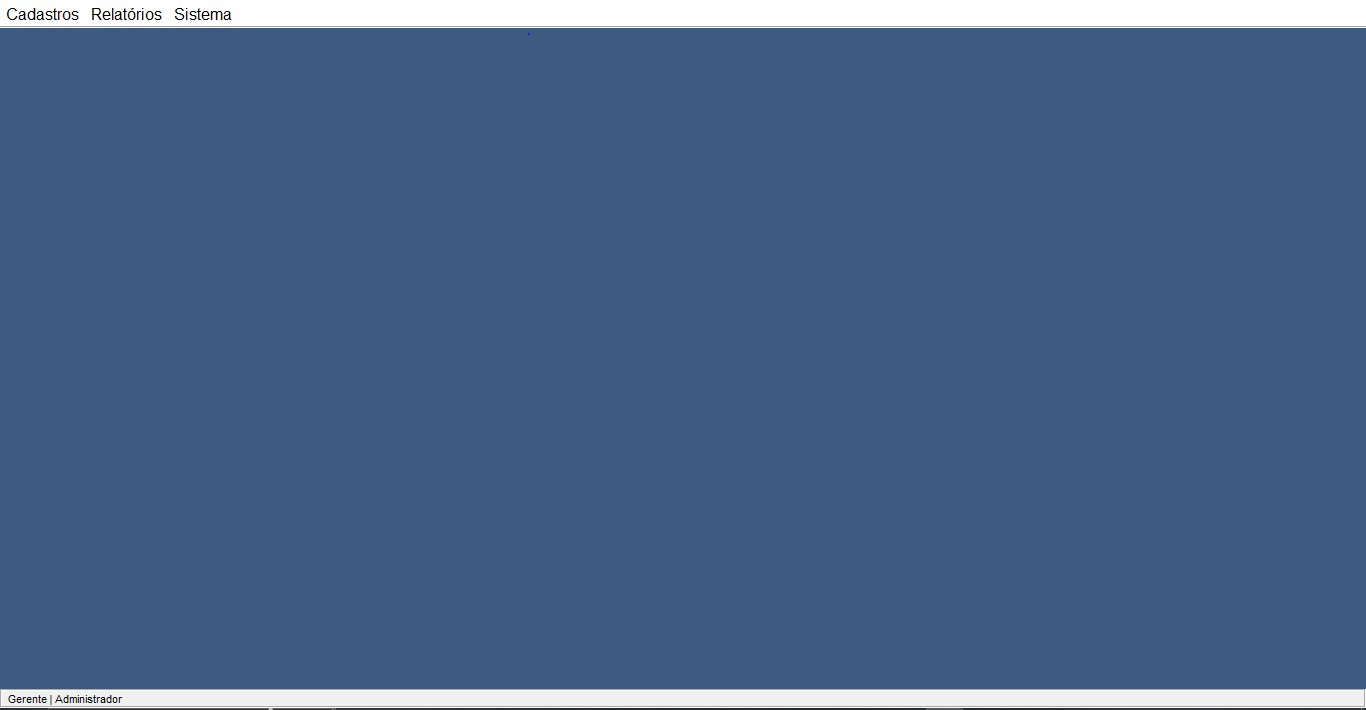 Cadastros Relatórios Sistema
Gerente | Administrador